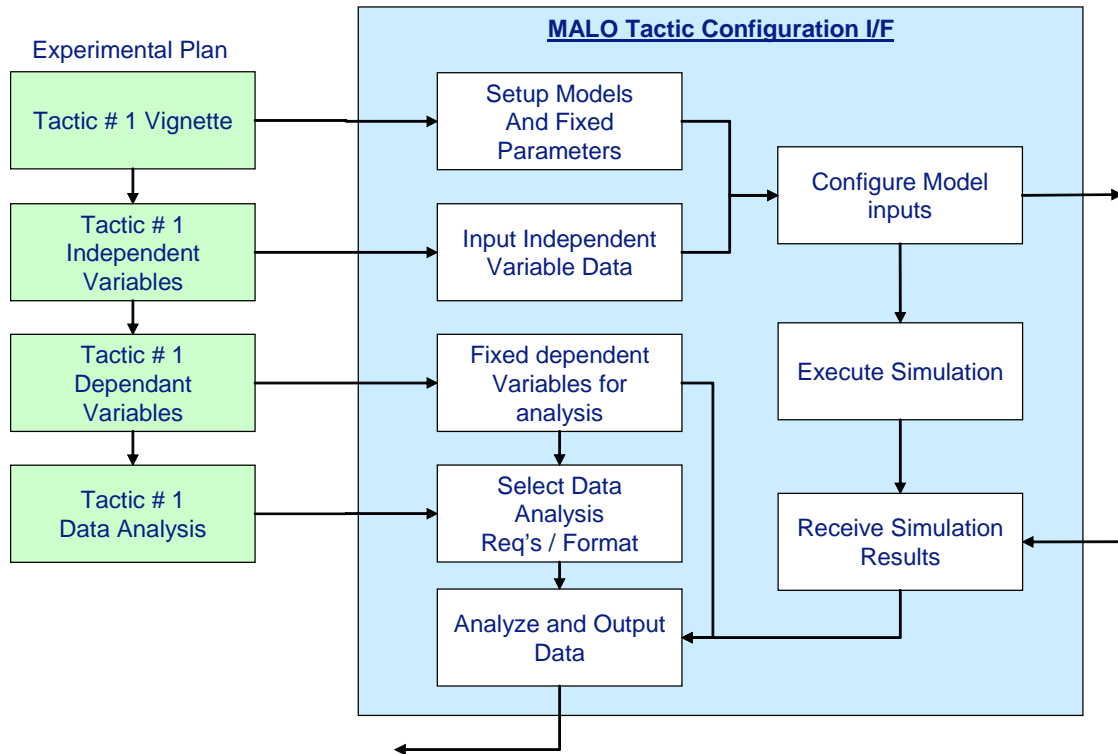 MALO Tactic Configuration I/F
Experimental Plan
Tactic # 1 Vignette
Tactic # 1
Independent
Variables
Tactic # 1
Dependant
Variables
Tactic # 1
Data Analysis
Setup Models
And Fixed
Parameters
Input Independent
Variable Data
Fixed dependent
Variables for
analysis
Select Data
Analysis
Req's / Format
Analyze and Output
Data
Configure Model
inputs
Execute Simulation
Receive Simulation
Results